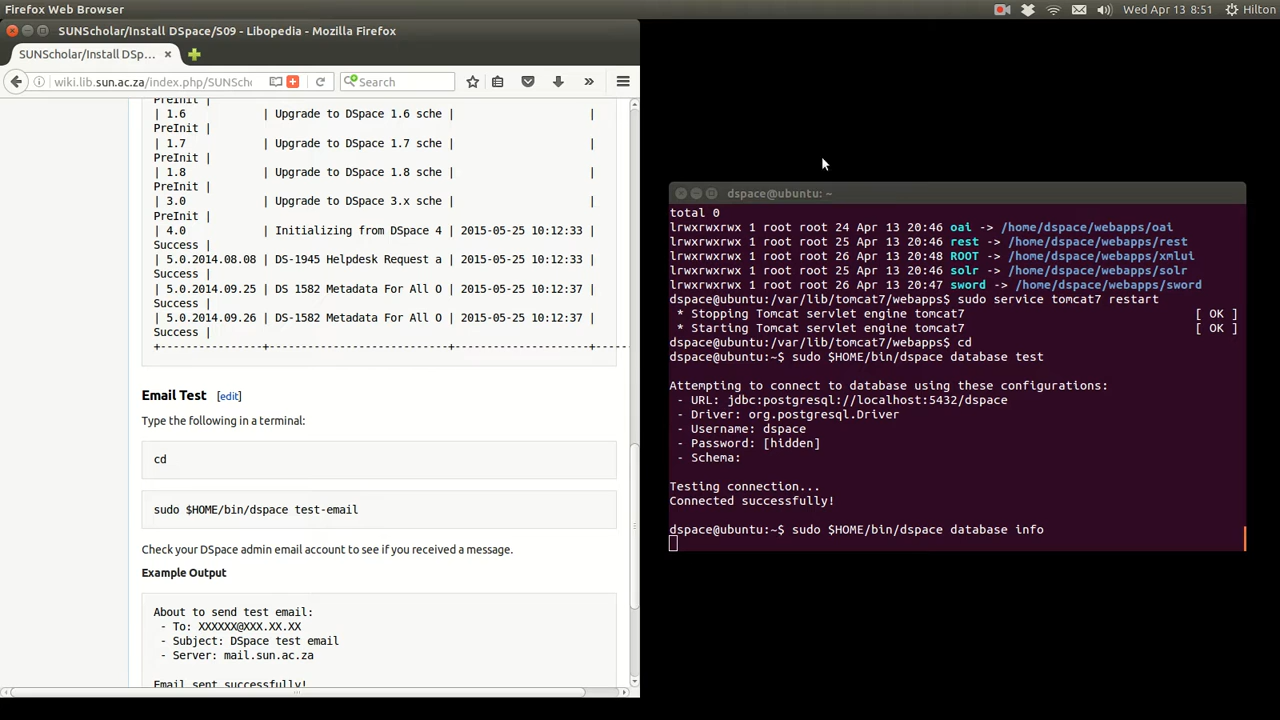 Firefox Web Browser
Wed Apr 13 8:51 Hilton
SUNScholar/Install DSpace/S09 - Libopedia - Mozilla Firefox
SUNScholar/Install DSp...
wiki.lib.sun.ac.za/index.php/SUNSch
Search
PreInit |
| 1.6 | Upgrade to DSpace 1.6 sche | |
PreInit |
| 1.7 | Upgrade to DSpace 1.7 sche | |
PreInit |
| 1.8 | Upgrade to DSpace 1.8 sche | |
PreInit |
| 3.0 | Upgrade to DSpace 3.x sche | |
PreInit |
| 4.0 | Initializing from DSpace 4 | 2015-05-25 10:12:33
Success |
| 5.0.2014.08.08 | DS-1945 Helpdesk Request a | 2015-05-25 10:12:33 |
Success |
| 5.0.2014.09.25 | DS 1582 Metadata For All O | 2015-05-25 10:12:37 |
Success |
| 5.0.2014.09.26 | DS-1582 Metadata For All O | 2015-05-25 10:12:37 |
Success |
+----------------+----------------------------+---------------------+-----
Email Test [edit]
Type the following in a terminal:
cd
sudo $HOME/bin/dspace test-email
Check your DSpace admin email account to see if you received a message.
Example Output
About to send test email:
- To: XXXXXX@XXX.XX.XX
- Subject: DSpace test email
- Server: mail.sun.ac.za
Email sent successfully!
dspace@ubuntu: ~
total 0
lrwxrwxrwx 1 root root 24 Apr 13 20:46 oai -> /home/dspace/webapps/oai
lrwxrwxrwx 1 root root 25 Apr 13 20:46 rest -> /home/dspace/webapps/rest
lrwxrwxrwx 1 root root 26 Apr 13 20:48 ROOT -> /home/dspace/webapps/xmlui
lrwxrwxrwx 1 root root 25 Apr 13 20:46 solr -> /home/dspace/webapps/solr
lrwxrwxrwx 1 root root 26 Apr 13 20:47 sword -> /home/dspace/webapps/sword
dspace@ubuntu:/var/lib/tomcat7/webapps$ sudo service tomcat7 restart
* Stopping Tomcat servlet engine tomcat7 [ OK ]
* Starting Tomcat servlet engine tomcat7 [ OK ]
dspace@ubuntu:/var/lib/tomcat7/webapps$ cd
dspace@ubuntu:~$ sudo $HOME/bin/dspace database test
Attempting to connect to database using these configurations:
- URL: jdbc:postgresql://localhost:5432/dspace
- Driver: org.postgresql.Driver
- Username: dspace
- Password: [hidden]
- Schema:
Testing connection...
Connected successfully!
dspace@ubuntu:~$ sudo $HOME/bin/dspace database info